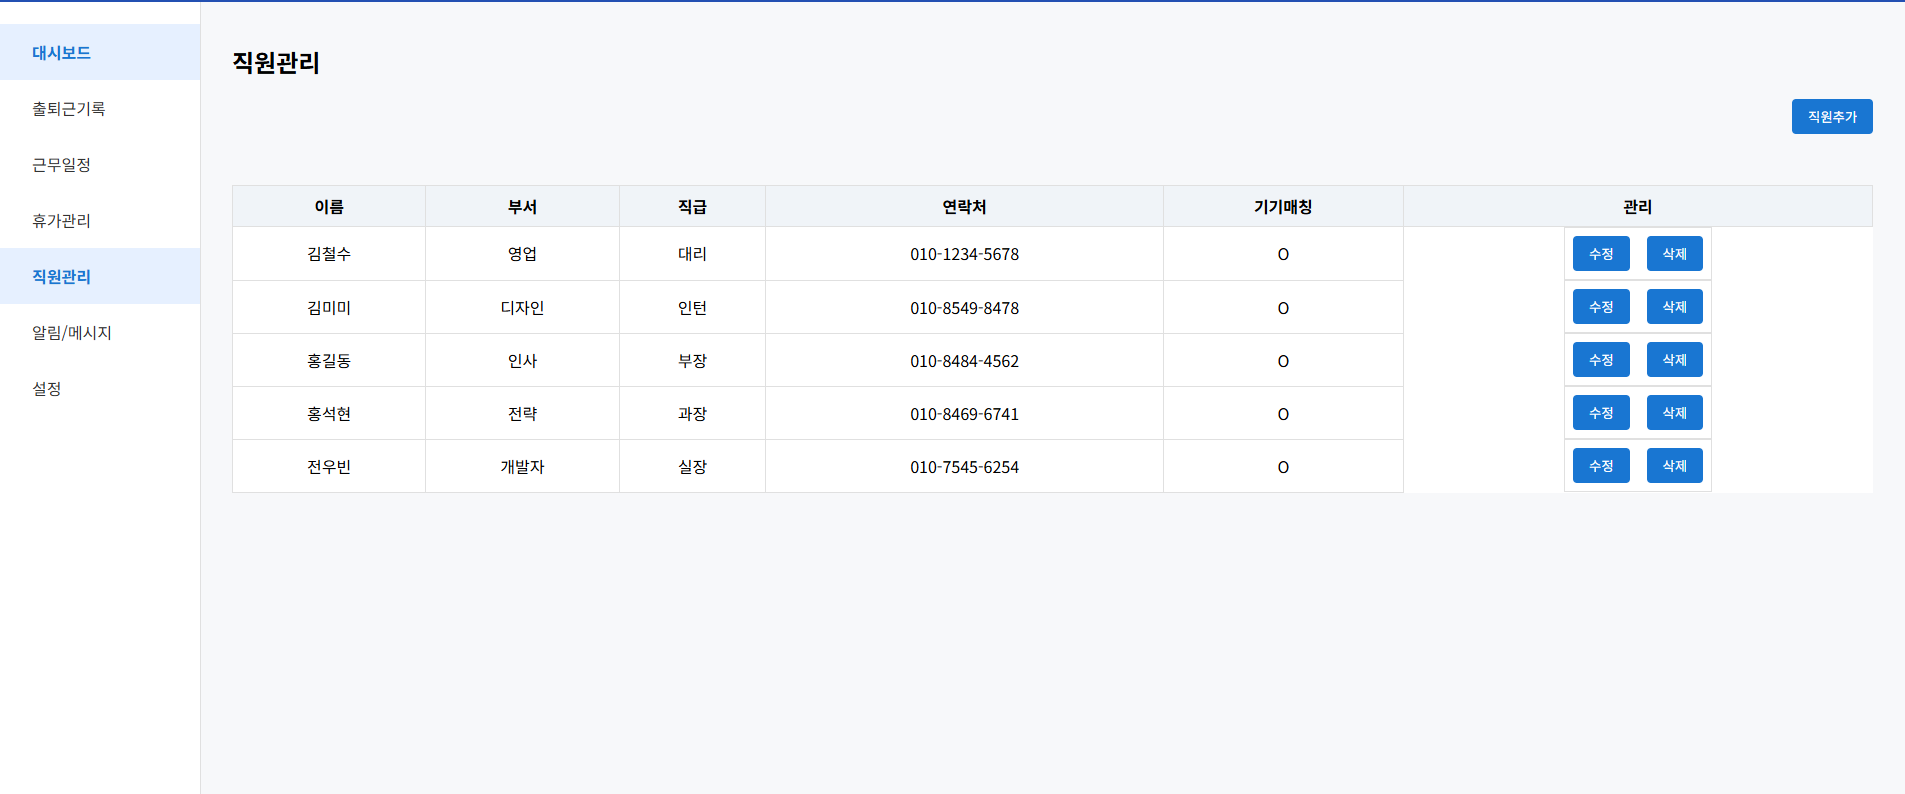 대시보드
출퇴근기록
근무일정
휴가관리
직원관리
알림/메시지
설정
직원관리
직원추가
이름 부서 직급 연락처 기기매칭 관리
김철수 영업 대리 010-1234-5678 O 수정 삭제
김미미 디자인 인턴 010-8549-8478 O 수정 삭제
홍길동 인사 부장 010-8484-4562 O 수정 삭제
홍석현 전략 과장 010-8469-6741 O 수정 삭제
전우빈 개발자 실장 010-7545-6254 O 수정 삭제